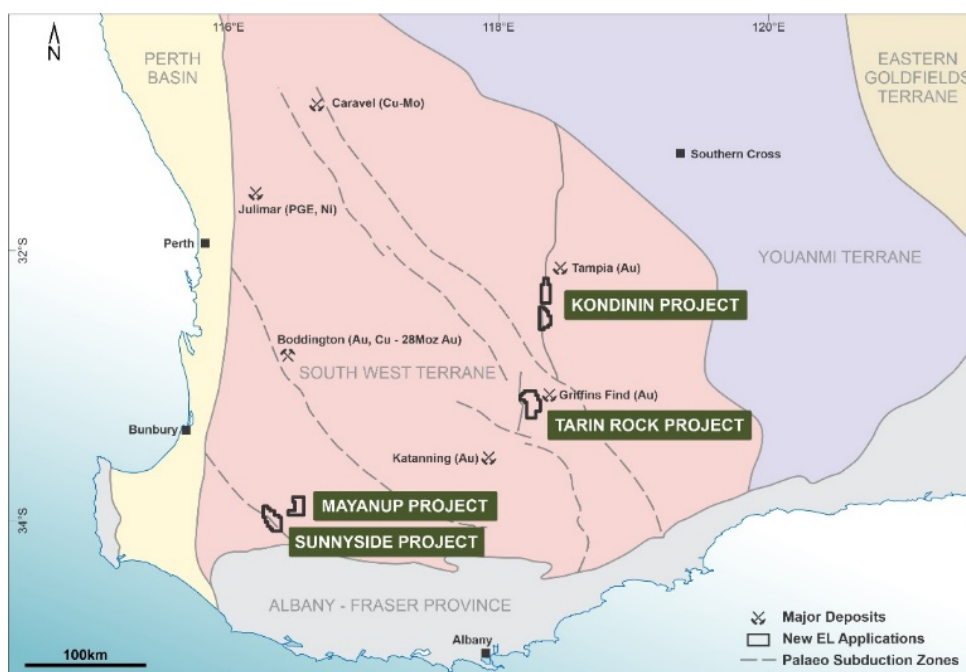 116°E
118°E
120°E
N
PERTH
BASIN
EASTERN
GOLDFIELDS
TERRANE
Caravel (Cu-Mo)
Southern Cross
Julimar (PGE, Ni)
Perth
32°S
YOUANMI TERRANE
Tampia (Au)
KONDININ PROJECT
Boddington (Au, Cu - 28Moz Au)
SOUTH WEST TERRANE
Griffins Find (Au)
TARIN ROCK PROJECT
Bunbury
Katanning (Au)
MAYANUP PROJECT
34°S
SUNNYSIDE PROJECT
ALBANY - FRASER PROVINCE
Albany
100km
Major Deposits
New EL Applications
Palaeo Subduction Zones